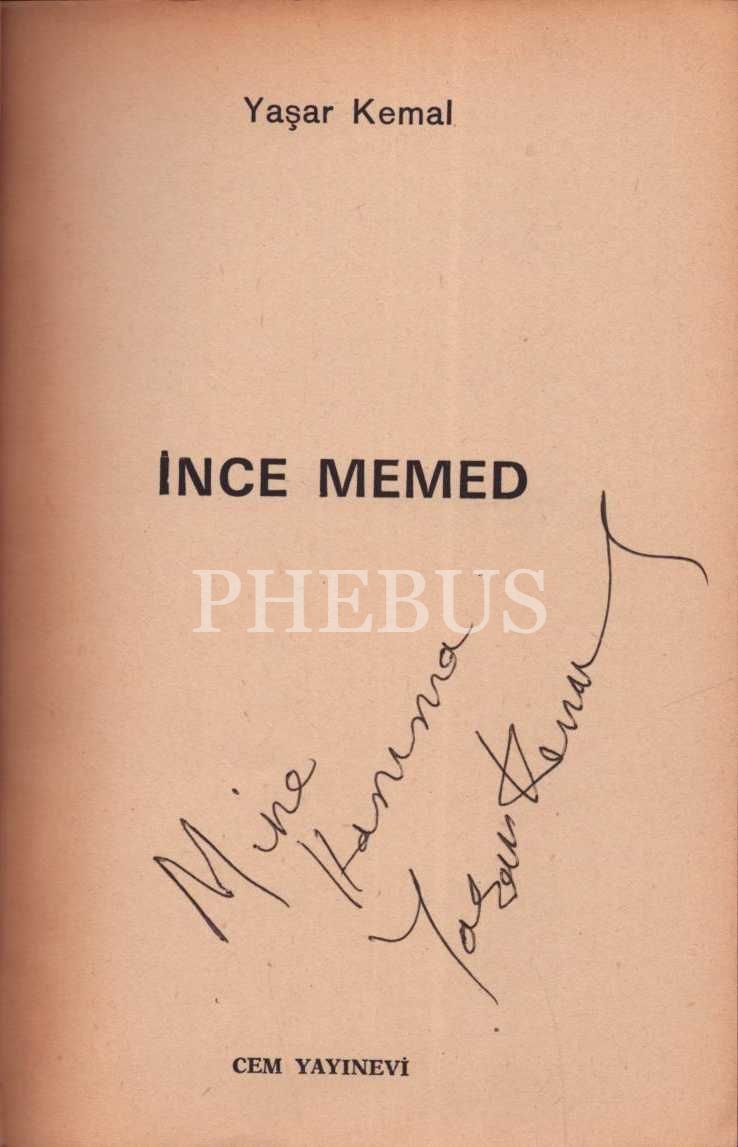 Yaşar Kemal
İNCE MEMED
PHEBUS
Mine
Hanıma
Yaşar Kemal
CEM YAYINEVİ